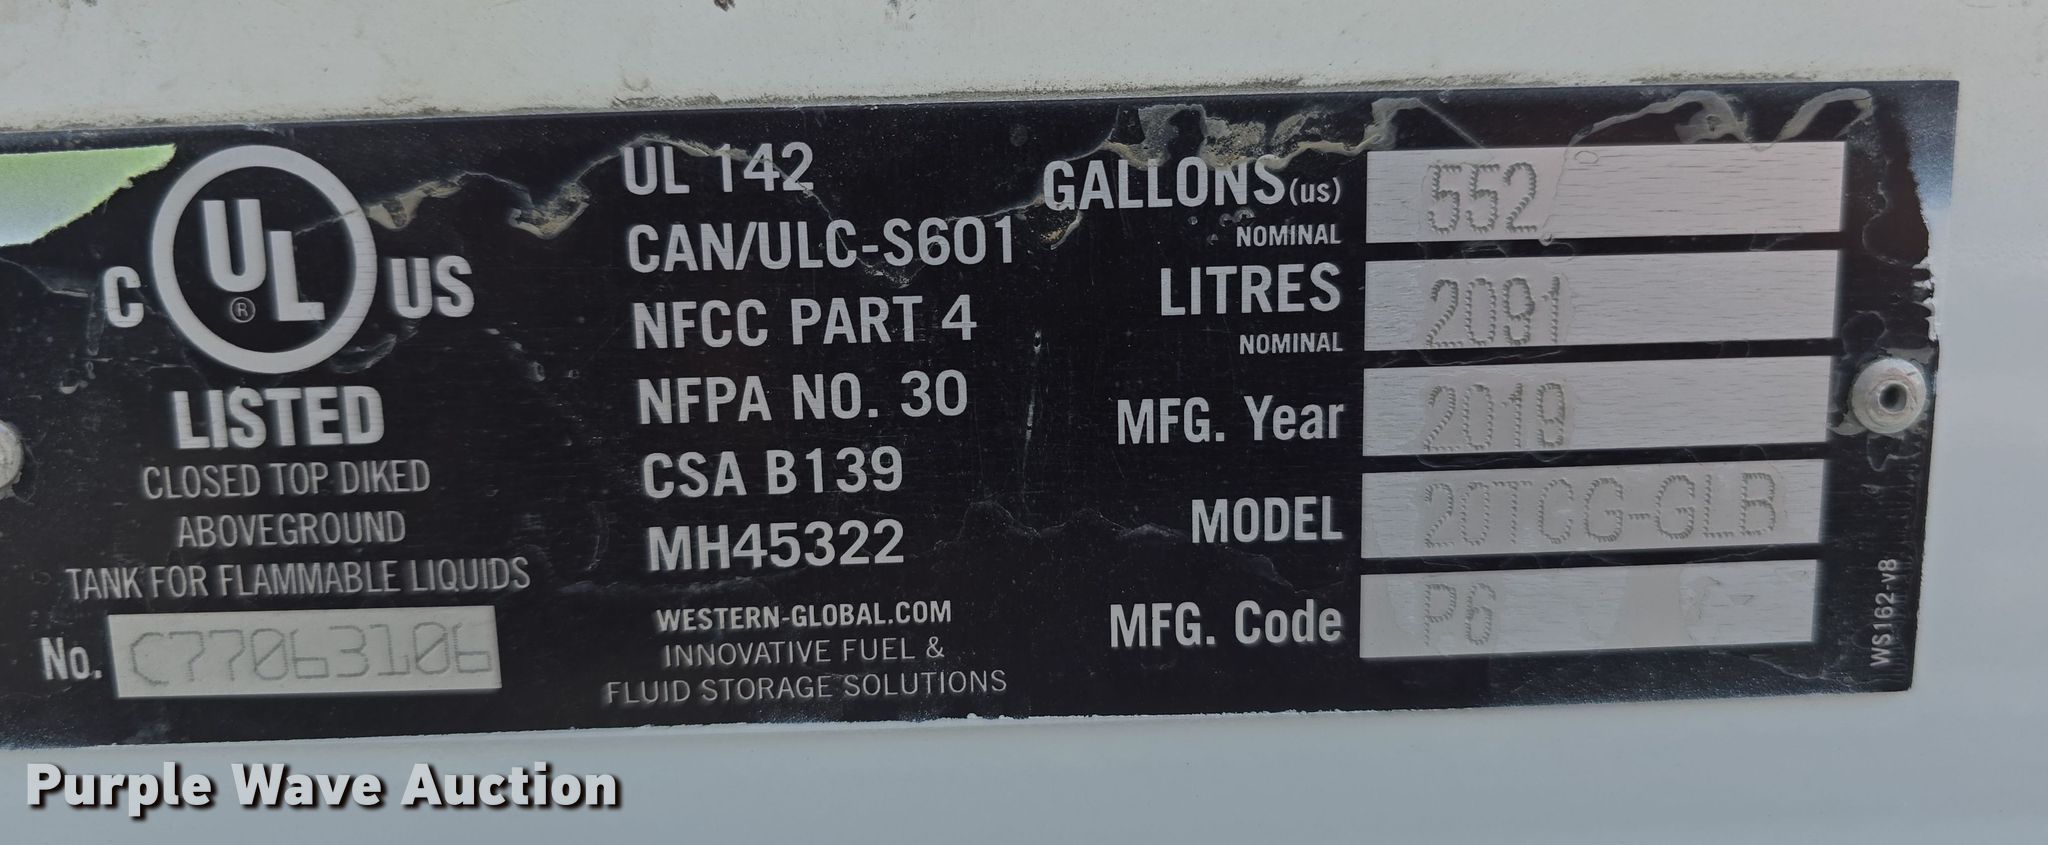 UL
®
C US
LISTED
CLOSED TOP DIKED
ABOVEGROUND
TANK FOR FLAMMABLE LIQUIDS
No. C77063106
UL 142
CAN/ULC-S601
NFCC PART 4
NFPA NO. 30
CSA B139
MH45322
WESTERN-GLOBAL.COM
INNOVATIVE FUEL &
FLUID STORAGE SOLUTIONS
GALLONS(us) 552
NOMINAL
LITRES 2091
NOMINAL
MFG. Year 2019
MODEL 20TCG-GLB
MFG. Code P6
WS162-v8
Purple Wave Auction